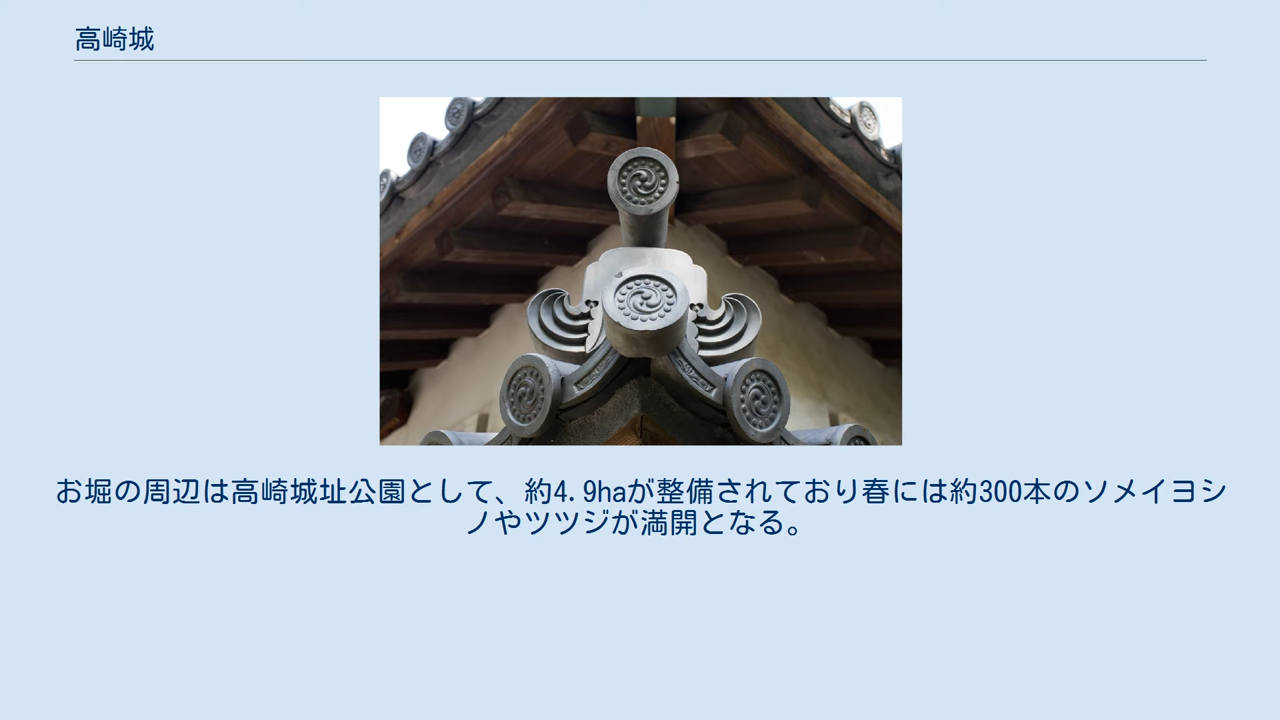 高崎城
お堀の周辺は高崎城址公園として、約4.9haが整備されており春には約300本のソメイヨシ
ノやツツジが満開となる。